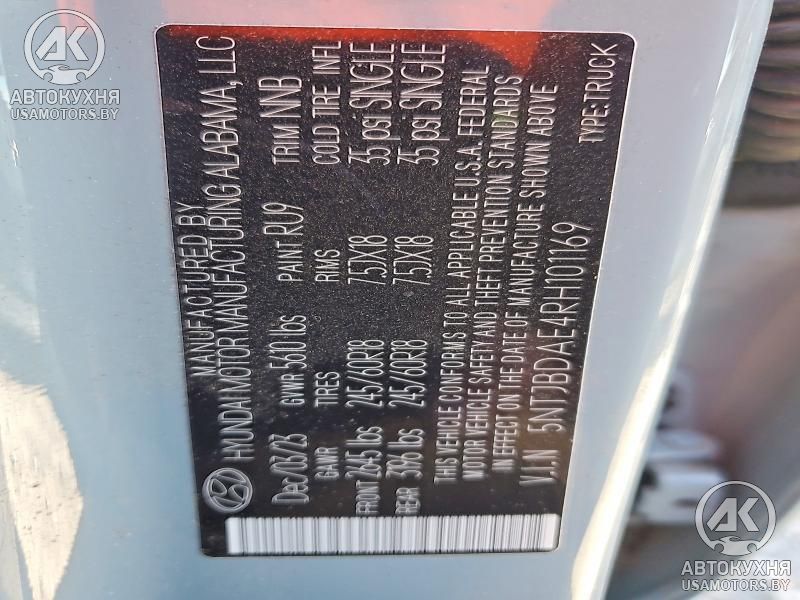 MANUFACTURED BY
HYUNDAI MOTOR MANUFACTURING ALABAMA, LLC
Dec/07/23 GVWR 5610 lbs PAINT RU9 TRIM NNB
GAWR TIRES RIMS COLD TIRE INFL
FRONT 2645 lbs 245/60R18 7.5JX18 35 psi SINGLE
REAR 3196 lbs 245/60R18 7.5JX18 35 psi SINGLE
THIS VEHICLE CONFORMS TO ALL APPLICABLE U.S.A. FEDERAL
MOTOR VEHICLE SAFETY AND THEFT PREVENTION STANDARDS
IN EFFECT ON THE DATE OF MANUFACTURE SHOWN ABOVE
V.I.N 5NTJBDAE4RH101169 TYPE:TRUCK
АК
АВТОКУХНЯ
USAMOTORS.BY
АК
АВТОКУХНЯ
USAMOTORS.BY